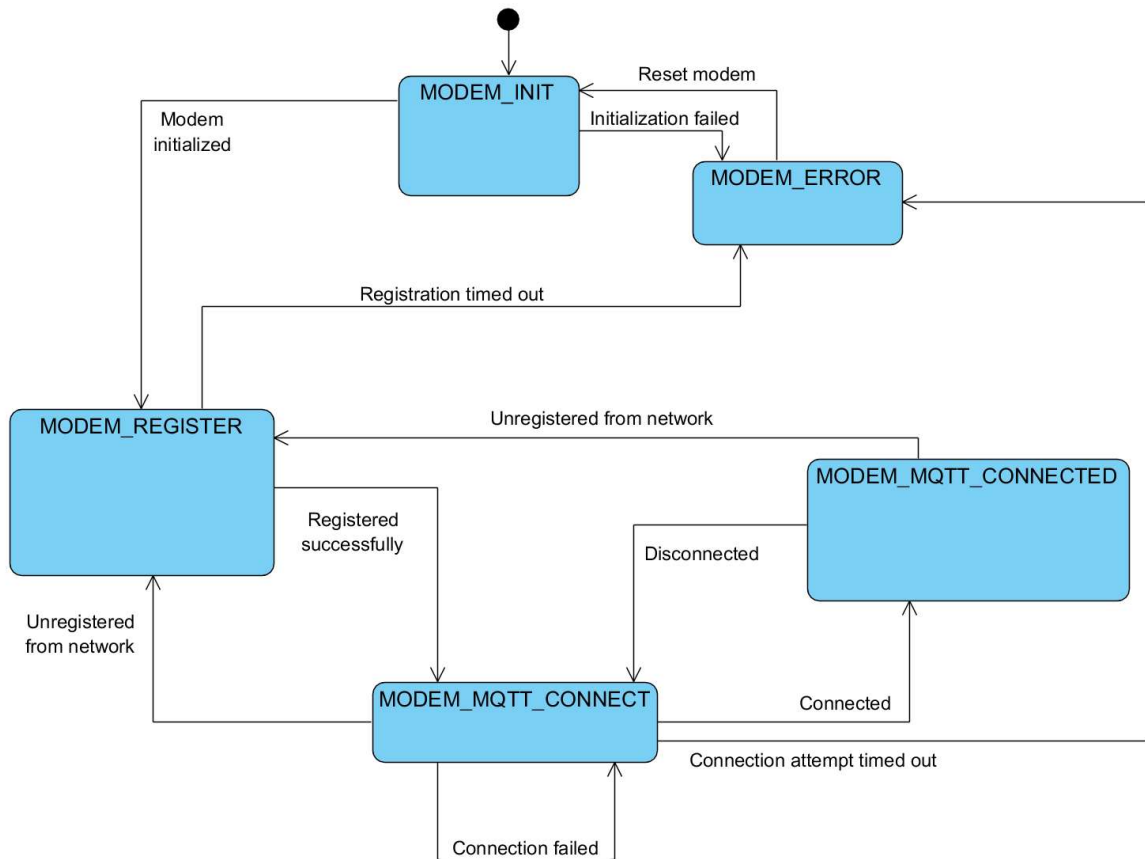 Reset modem
MODEM_INIT
Modem
initialized
Initialization failed
MODEM_ERROR
Registration timed out
MODEM_REGISTER
Unregistered from network
MODEM_MQTT_CONNECTED
Registered
successfully
Disconnected
Unregistered
from network
MODEM_MQTT_CONNECT
Connected
Connection attempt timed out
Connection failed